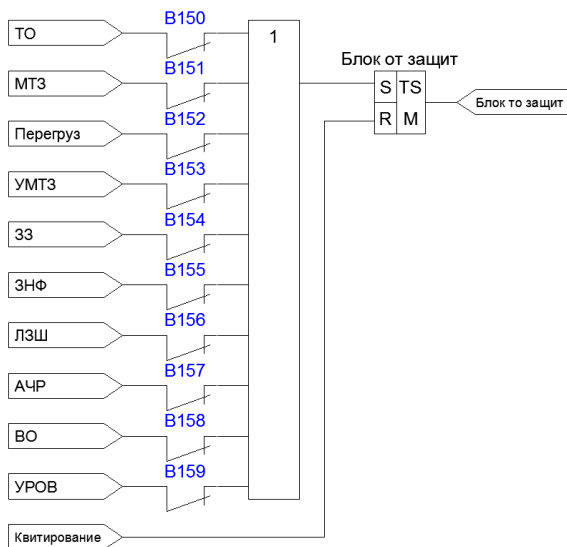 B150
ТО
1
B151
Блок от защит
МТЗ
S TS
Блок то защит
B152
R M
Перегруз
B153
УМТЗ
B154
ЗЗ
B155
ЗНФ
B156
ЛЗШ
B157
АЧР
B158
ВО
B159
УРОВ
Квитирование